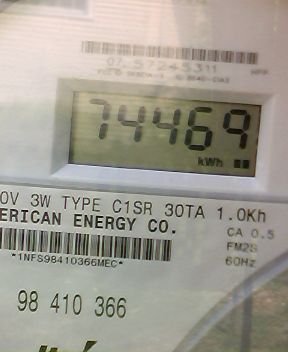 07 57245311
74469
kWh
0V 3W TYPE C1SR 30TA 1.0Kh
ERICAN ENERGY CO.
CA 0.5
FM2S
*1NFS98410366MEC*
60Hz
98 410 366